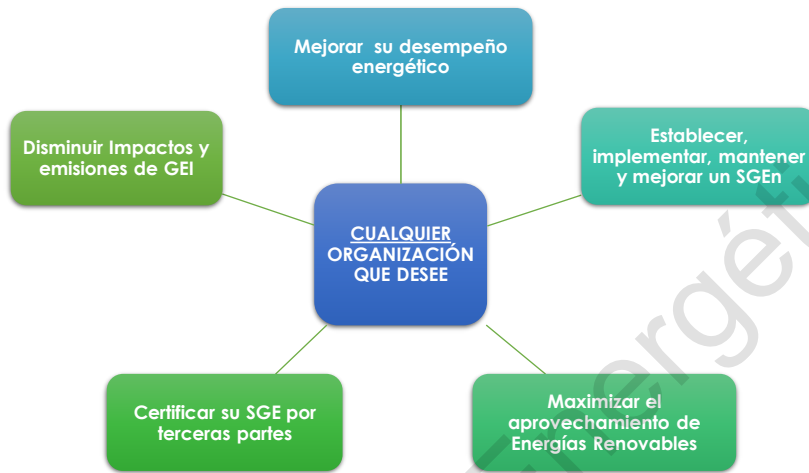 Mejorar su desempeño
energético
Disminuir Impactos y
emisiones de GEI
Establecer,
implementar, mantener
y mejorar un SGEn
CUALQUIER
ORGANIZACIÓN
QUE DESEE
Certificar su SGE por
terceras partes
Maximizar el
aprovechamiento de
Energías Renovables